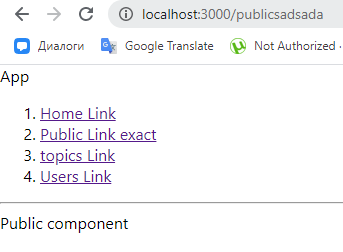 localhost:3000/publicsadsada
Диалоги Google Translate Not Authorized -
App
1. Home Link
2. Public Link exact
3. topics Link
4. Users Link
Public component